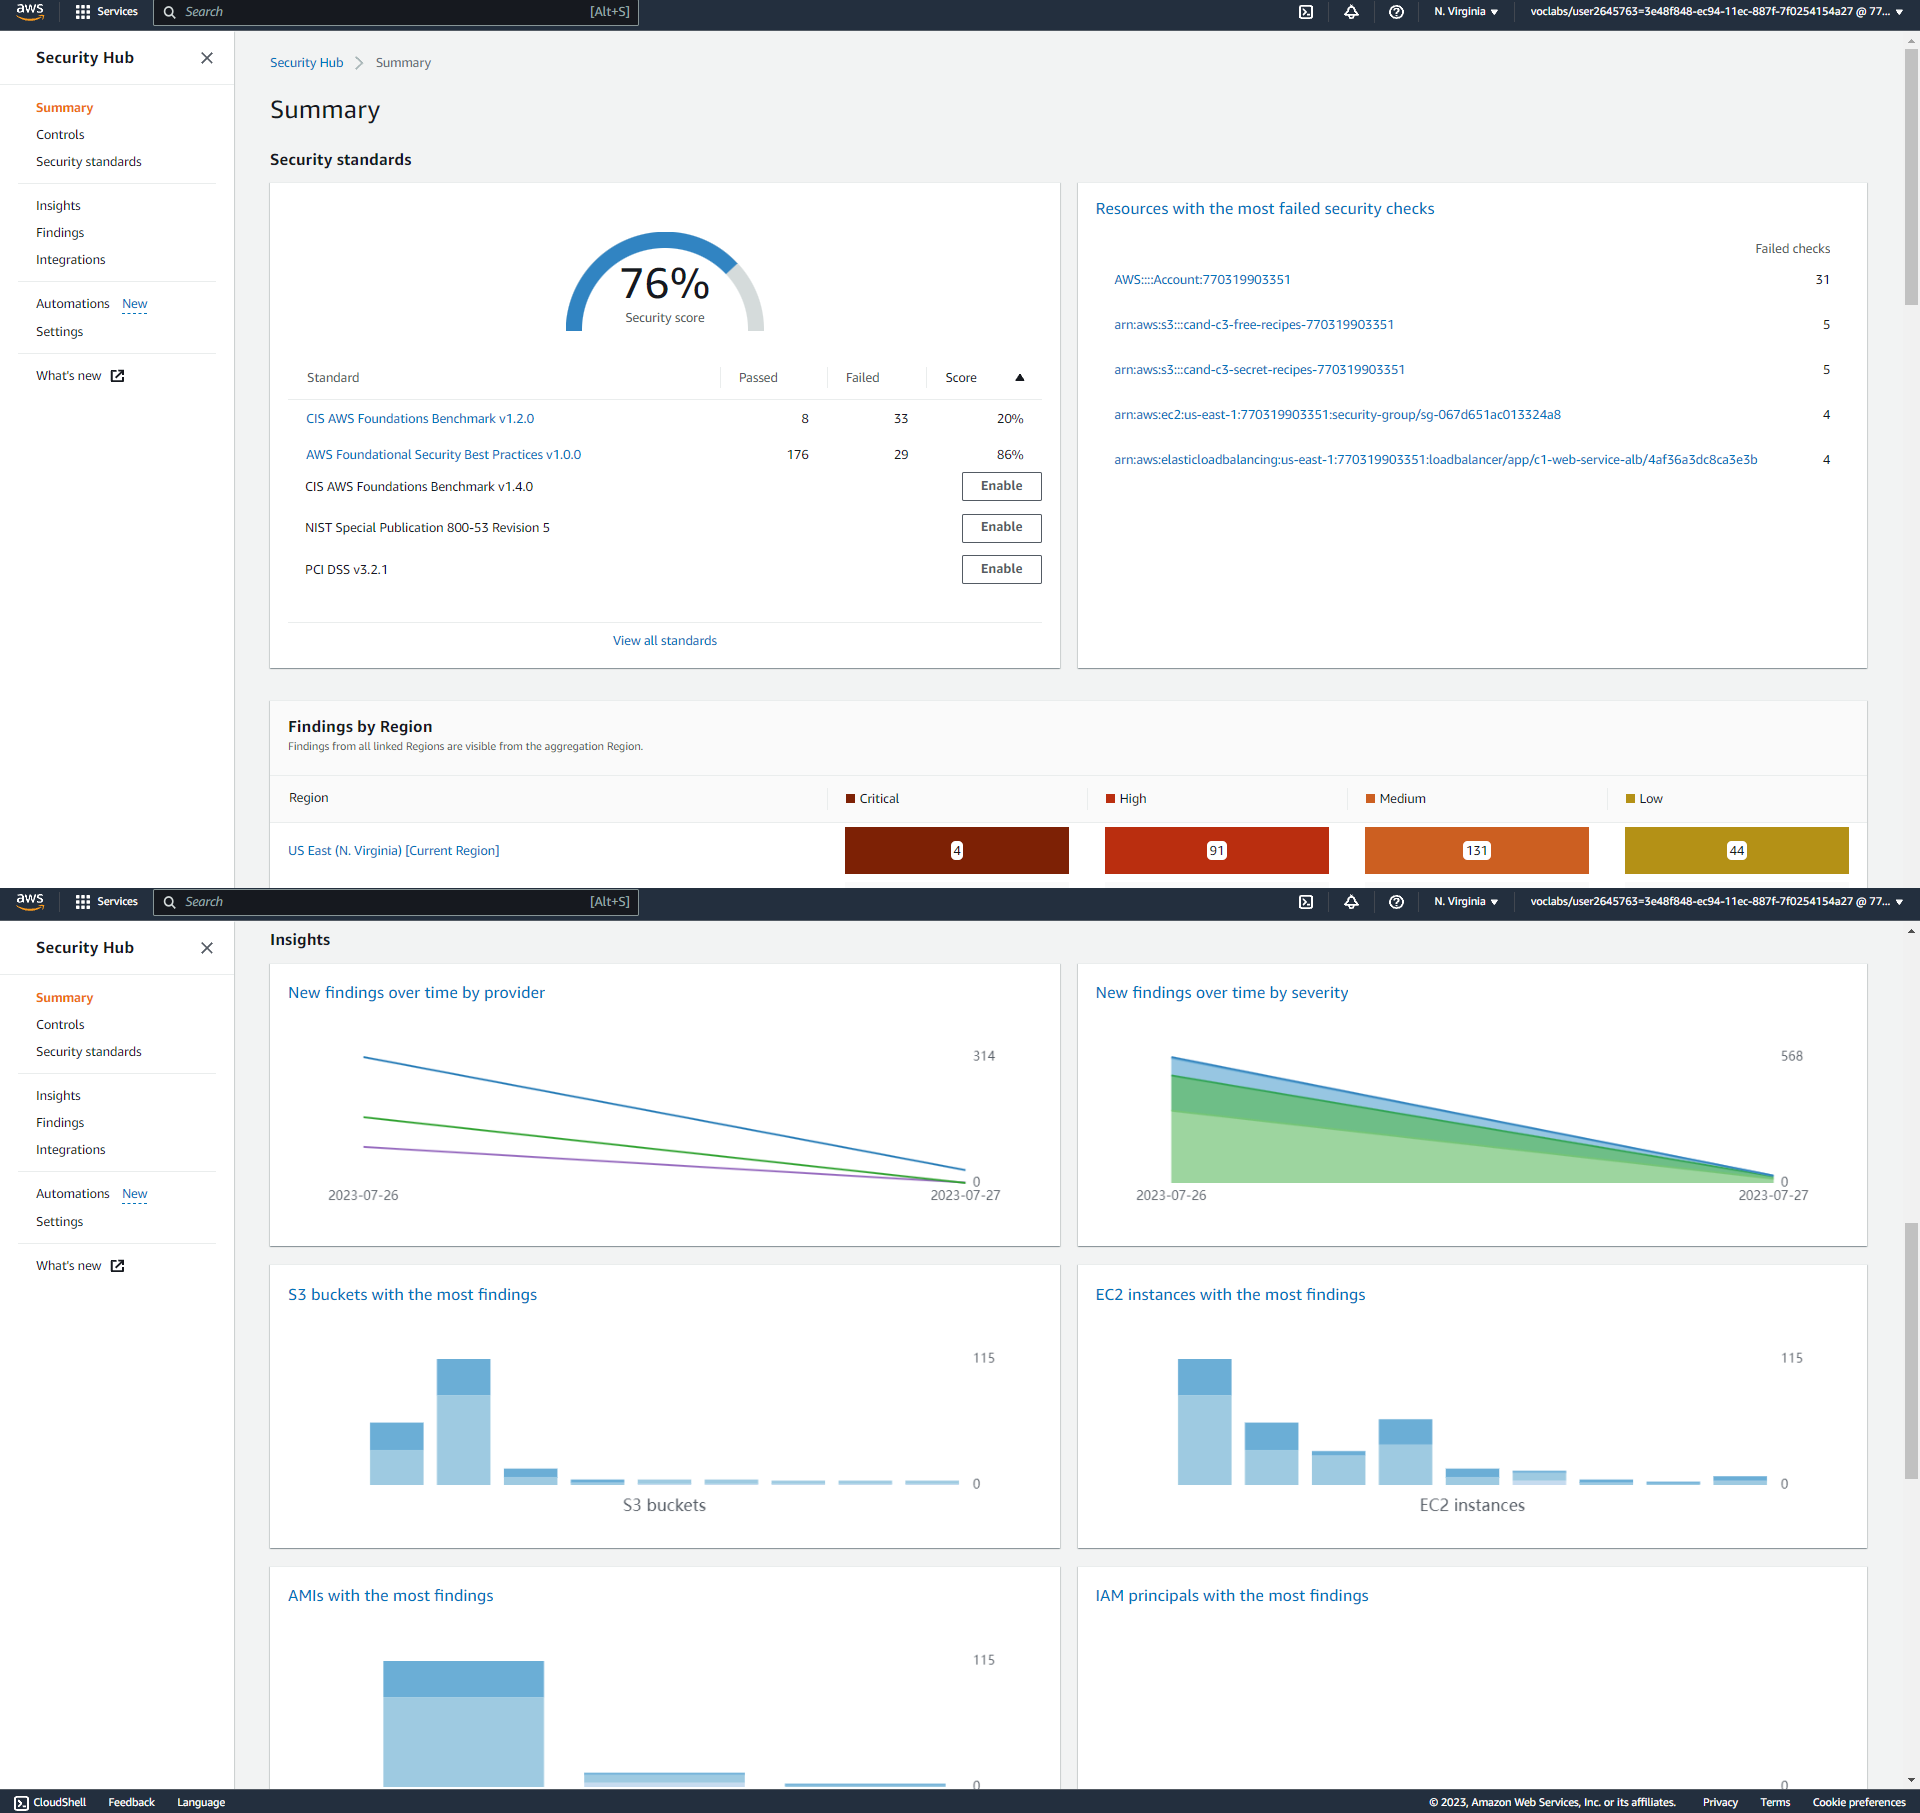 aws Services Search [Alt+S] N. Virginia voclabs/user2645763=3e48f848-ec94-11ec-887f-7f0254154a27 @ 77...
Security Hub
Summary
Controls
Security standards
Insights
Findings
Integrations
Automations New
Settings
What's new
Security Hub Summary
Summary
Security standards
76%
Security score
Standard Passed Failed Score
CIS AWS Foundations Benchmark v1.2.0 8 33 20%
AWS Foundational Security Best Practices v1.0.0 176 29 86%
CIS AWS Foundations Benchmark v1.4.0 Enable
NIST Special Publication 800-53 Revision 5 Enable
PCI DSS v3.2.1 Enable
View all standards
Resources with the most failed security checks
Failed checks
AWS::::Account:770319903351 31
arn:aws:s3:::cand-c3-free-recipes-770319903351 5
arn:aws:s3:::cand-c3-secret-recipes-770319903351 5
arn:aws:ec2:us-east-1:770319903351:security-group/sg-067d651ac013324a8 4
arn:aws:elasticloadbalancing:us-east-1:770319903351:loadbalancer/app/c1-web-service-alb/4af36a3dc8ca3e3b 4
Findings by Region
Findings from all linked Regions are visible from the aggregation Region.
Region Critical High Medium Low
US East (N. Virginia) [Current Region] 4 91 131 44
aws Services Search [Alt+S] N. Virginia voclabs/user2645763=3e48f848-ec94-11ec-887f-7f0254154a27 @ 77...
Security Hub
Summary
Controls
Security standards
Insights
Findings
Integrations
Automations New
Settings
What's new
Insights
New findings over time by provider
314
0
2023-07-26 2023-07-27
New findings over time by severity
568
0
2023-07-26 2023-07-27
S3 buckets with the most findings
115
0
S3 buckets
EC2 instances with the most findings
115
0
EC2 instances
AMIs with the most findings
115
0
IAM principals with the most findings
0
CloudShell Feedback Language © 2023, Amazon Web Services, Inc. or its affiliates. Privacy Terms Cookie preferences